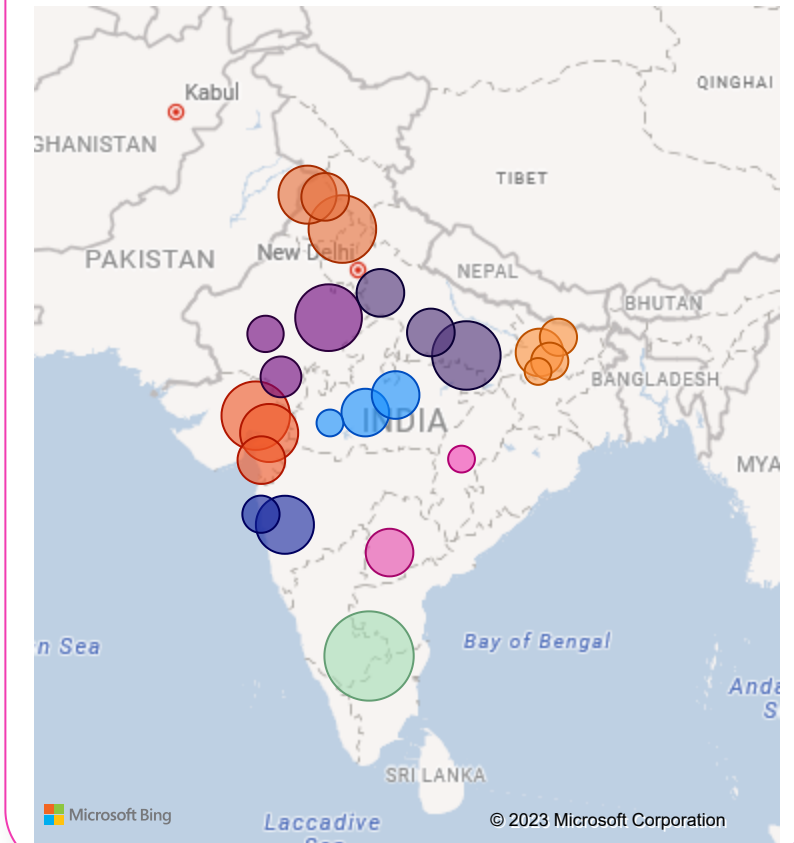 Kabul
QINGHAI
GHANISTAN
TIBET
PAKISTAN
New Delhi
NEPAL
BHUTAN
BANGLADESH
INDIA
MYA
n Sea
Bay of Bengal
Anda
S
SRI LANKA
Microsoft Bing
© 2023 Microsoft Corporation
Laccadive